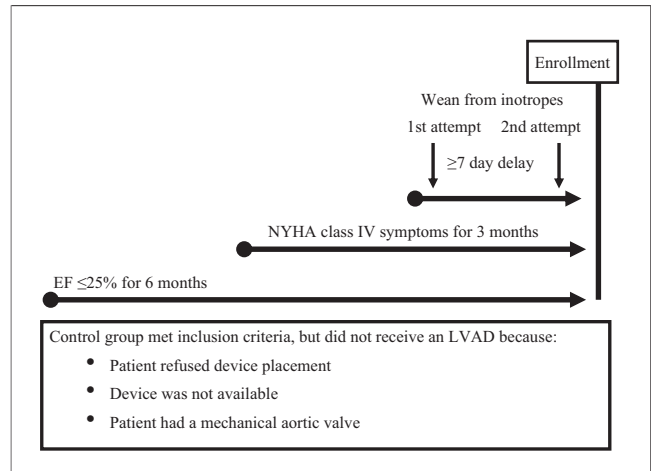 Enrollment
Wean from inotropes
1st attempt 2nd attempt
≥7 day delay
NYHA class IV symptoms for 3 months
EF ≤25% for 6 months
Control group met inclusion criteria, but did not receive an LVAD because:
• Patient refused device placement
• Device was not available
• Patient had a mechanical aortic valve